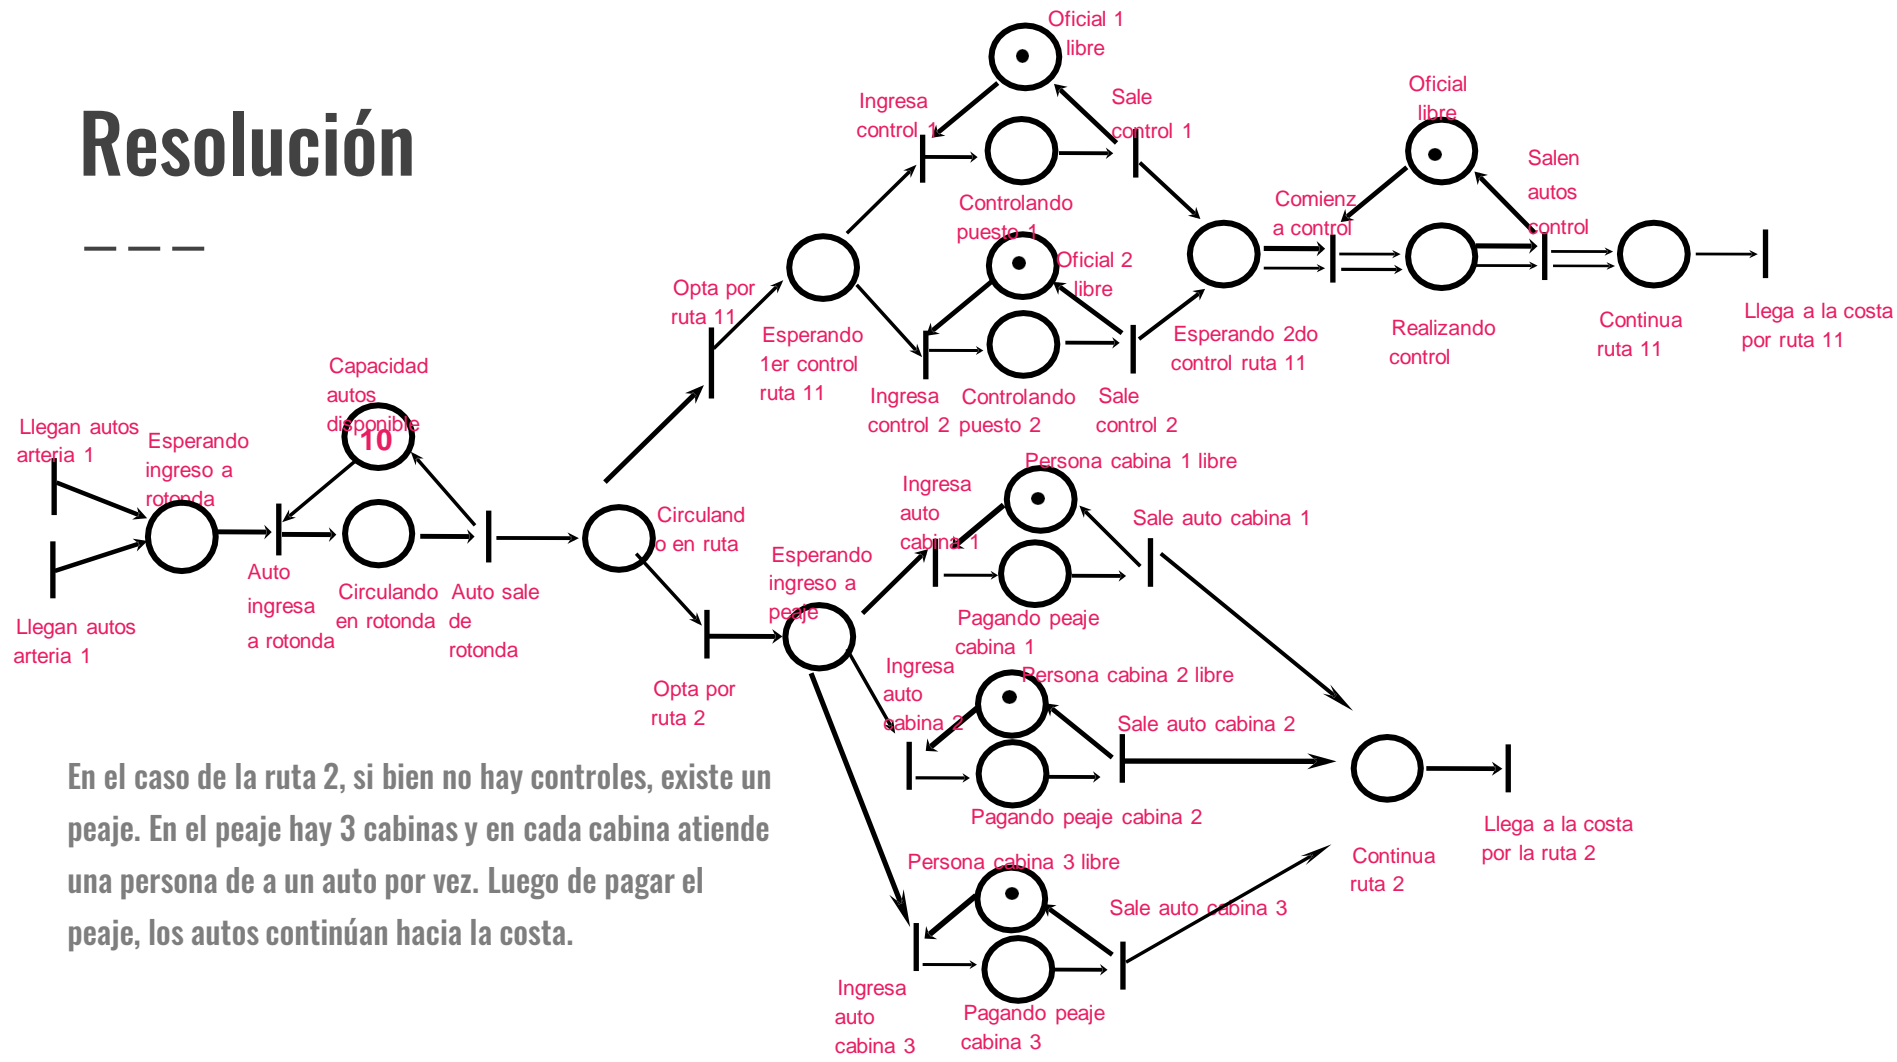 Resolución
Oficial 1
libre
Ingresa
control 1
Sale
control 1
Controlando
puesto 1
Oficial
libre
Salen
autos
control
Comienz
a control
Oficial 2
libre
Opta por
ruta 11
Esperando
1er control
ruta 11
Ingresa
control 2
Controlando
puesto 2
Sale
control 2
Esperando 2do
control ruta 11
Realizando
control
Continua
ruta 11
Llega a la costa
por ruta 11
Capacidad
autos
disponible
10
Llegan autos
arteria 1
Esperando
ingreso a
rotonda
Llegan autos
arteria 1
Auto
ingresa
a rotonda
Circulando
en rotonda
Auto sale
de
rotonda
Circuland
o en ruta
Opta por
ruta 2
Esperando
ingreso a
peaje
Ingresa
auto
cabina 1
Persona cabina 1 libre
Sale auto cabina 1
Pagando peaje
cabina 1
Ingresa
auto
cabina 2
Persona cabina 2 libre
Sale auto cabina 2
Pagando peaje cabina 2
Persona cabina 3 libre
Sale auto cabina 3
Ingresa
auto
cabina 3
Pagando peaje
cabina 3
Continua
ruta 2
Llega a la costa
por la ruta 2
En el caso de la ruta 2, si bien no hay controles, existe un
peaje. En el peaje hay 3 cabinas y en cada cabina atiende
una persona de a un auto por vez. Luego de pagar el
peaje, los autos continúan hacia la costa.